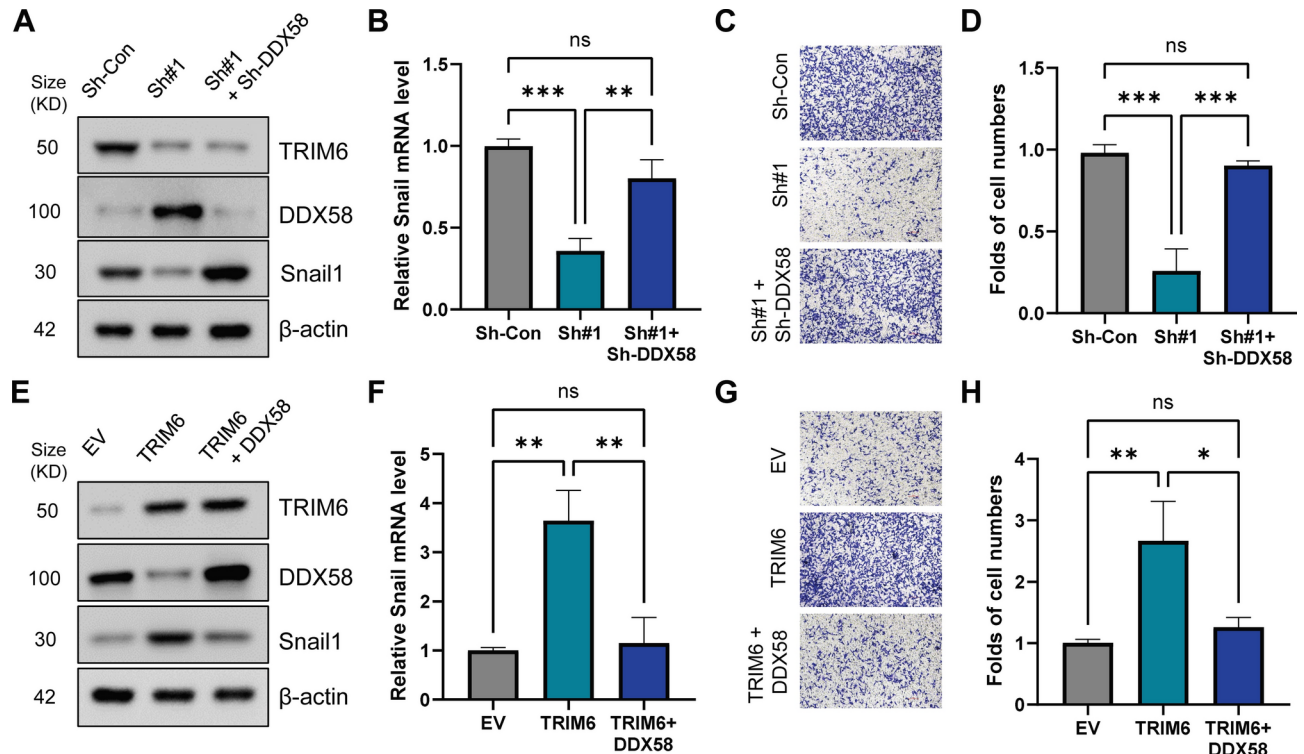 A
Size
(KD)
Sh-Con
Sh#1
Sh#1
+ Sh-DDX58
50
TRIM6
100
DDX58
30
Snail1
42
β-actin
B
Relative Snail mRNA level
1.5
1.0
0.5
0.0
ns
***
**
Sh-Con
Sh#1
Sh#1+
Sh-DDX58
C
Sh-Con
Sh#1
Sh#1 +
Sh-DDX58
D
Folds of cell numbers
1.5
1.0
0.5
0.0
ns
***
***
Sh-Con
Sh#1
Sh#1+
Sh-DDX58
E
Size
(KD)
EV
TRIM6
TRIM6
+ DDX58
50
TRIM6
100
DDX58
30
Snail1
42
β-actin
F
Relative Snail mRNA level
5
4
3
2
1
0
ns
**
**
EV
TRIM6
TRIM6+
DDX58
G
EV
TRIM6
TRIM6 +
DDX58
H
Folds of cell numbers
4
3
2
1
0
ns
**
*
EV
TRIM6
TRIM6+
DDX58